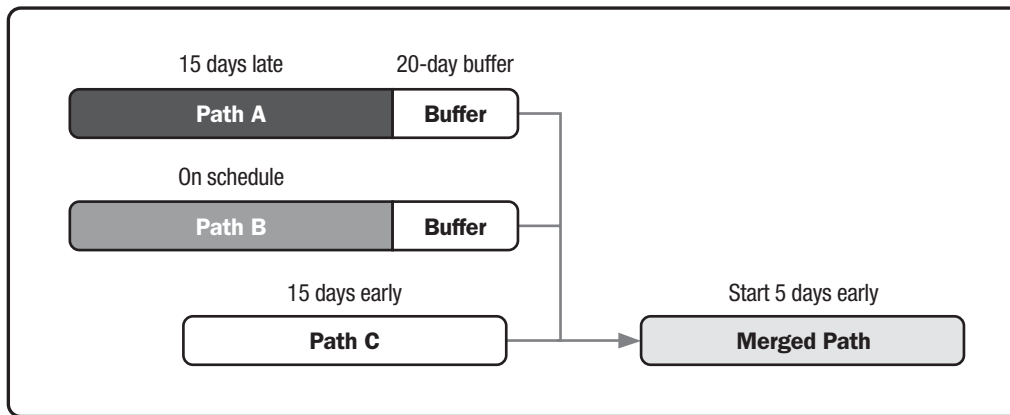 15 days late 20-day buffer
Path A Buffer
On schedule
Path B Buffer
15 days early Start 5 days early
Path C Merged Path